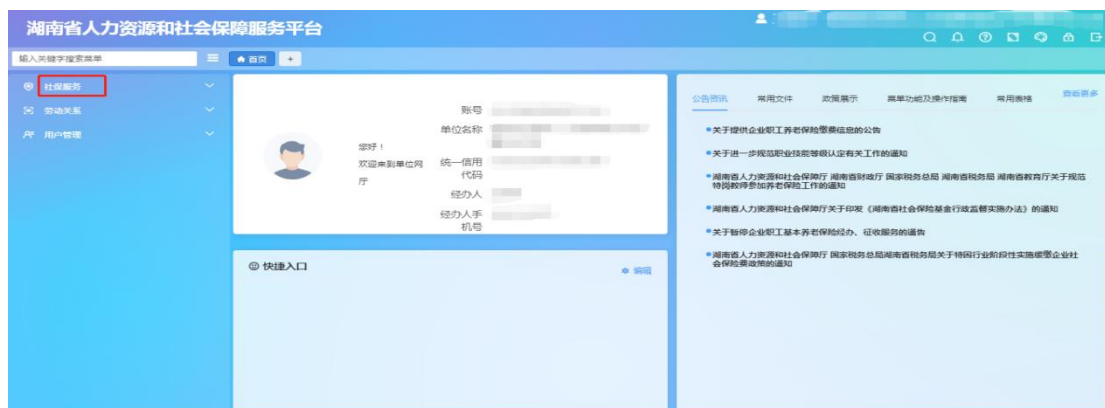 湖南省人力资源和社会保障服务平台
输入关键字搜索菜单
首页
+
社保服务
劳动关系
用户管理
您好！
欢迎来到单位网
厅
账号
单位名称
统一信用
代码
经办人
经办人手
机号
快捷入口
编辑
公告资讯
常用文件
政策展示
菜单功能及操作指南
常用表格
查看更多
关于提供企业职工养老保险缴费信息的公告
关于进一步规范职业技能等级认定有关工作的通知
湖南省人力资源和社会保障厅 湖南省财政厅 国家税务总局 湖南省税务局 湖南省教育厅关于规范
特岗教师参加养老保险工作的通知
湖南省人力资源和社会保障厅关于印发《湖南省社会保险基金行政监督实施办法》的通知
关于暂停企业职工基本养老保险经办、征收服务的通告
湖南省人力资源和社会保障厅 国家税务总局湖南省税务局关于特困行业阶段性实施缓缴企业社
会保险费政策的通知